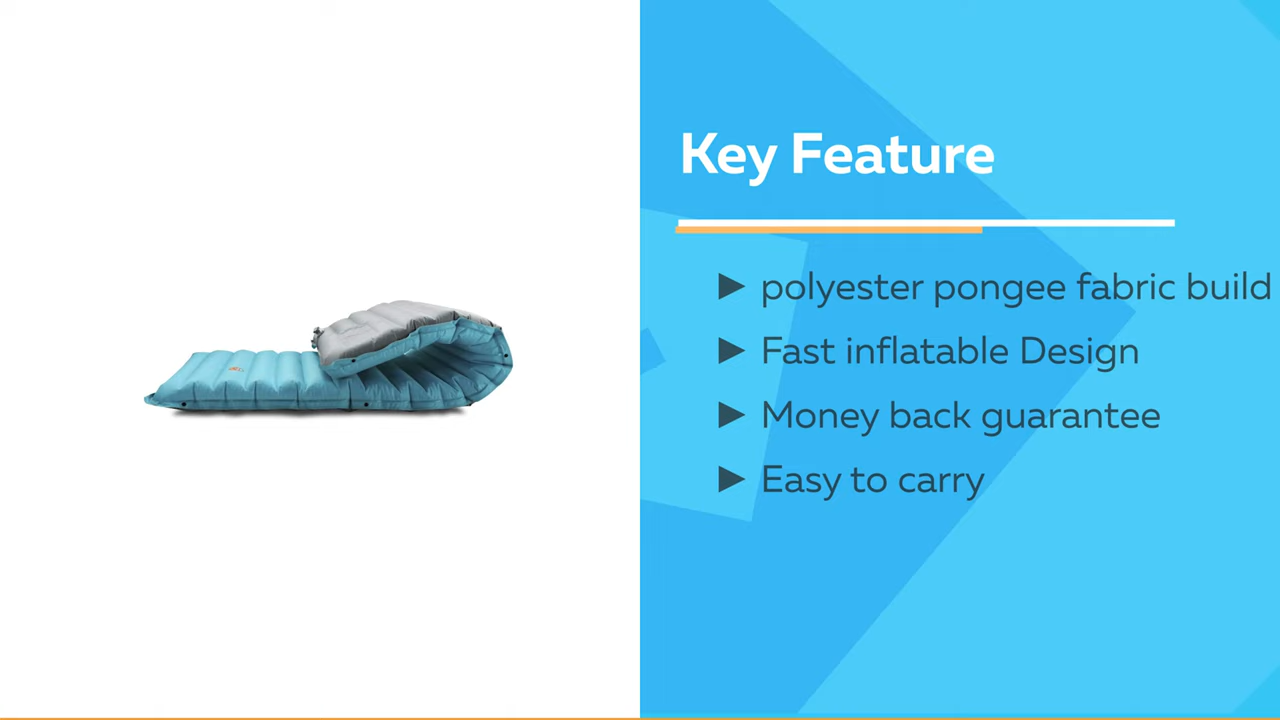 Key Feature
► polyester pongee fabric build
► Fast inflatable Design
► Money back guarantee
► Easy to carry